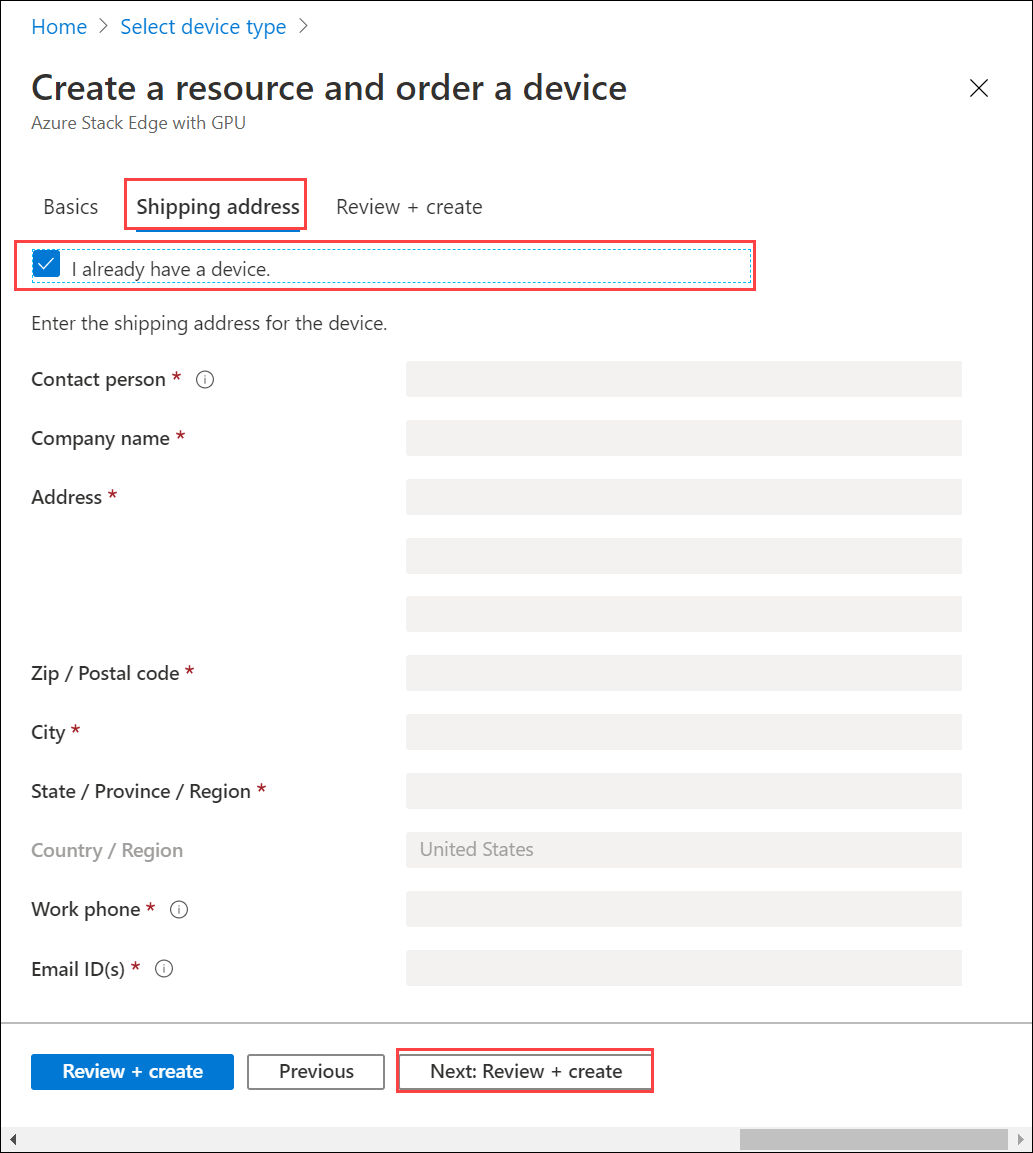 Home > Select device type >
Create a resource and order a device
Azure Stack Edge with GPU
Basics Shipping address Review + create
I already have a device.
Enter the shipping address for the device.
Contact person *
Company name *
Address *
Zip / Postal code *
City *
State / Province / Region *
Country / Region United States
Work phone *
Email ID(s) *
Review + create Previous Next: Review + create